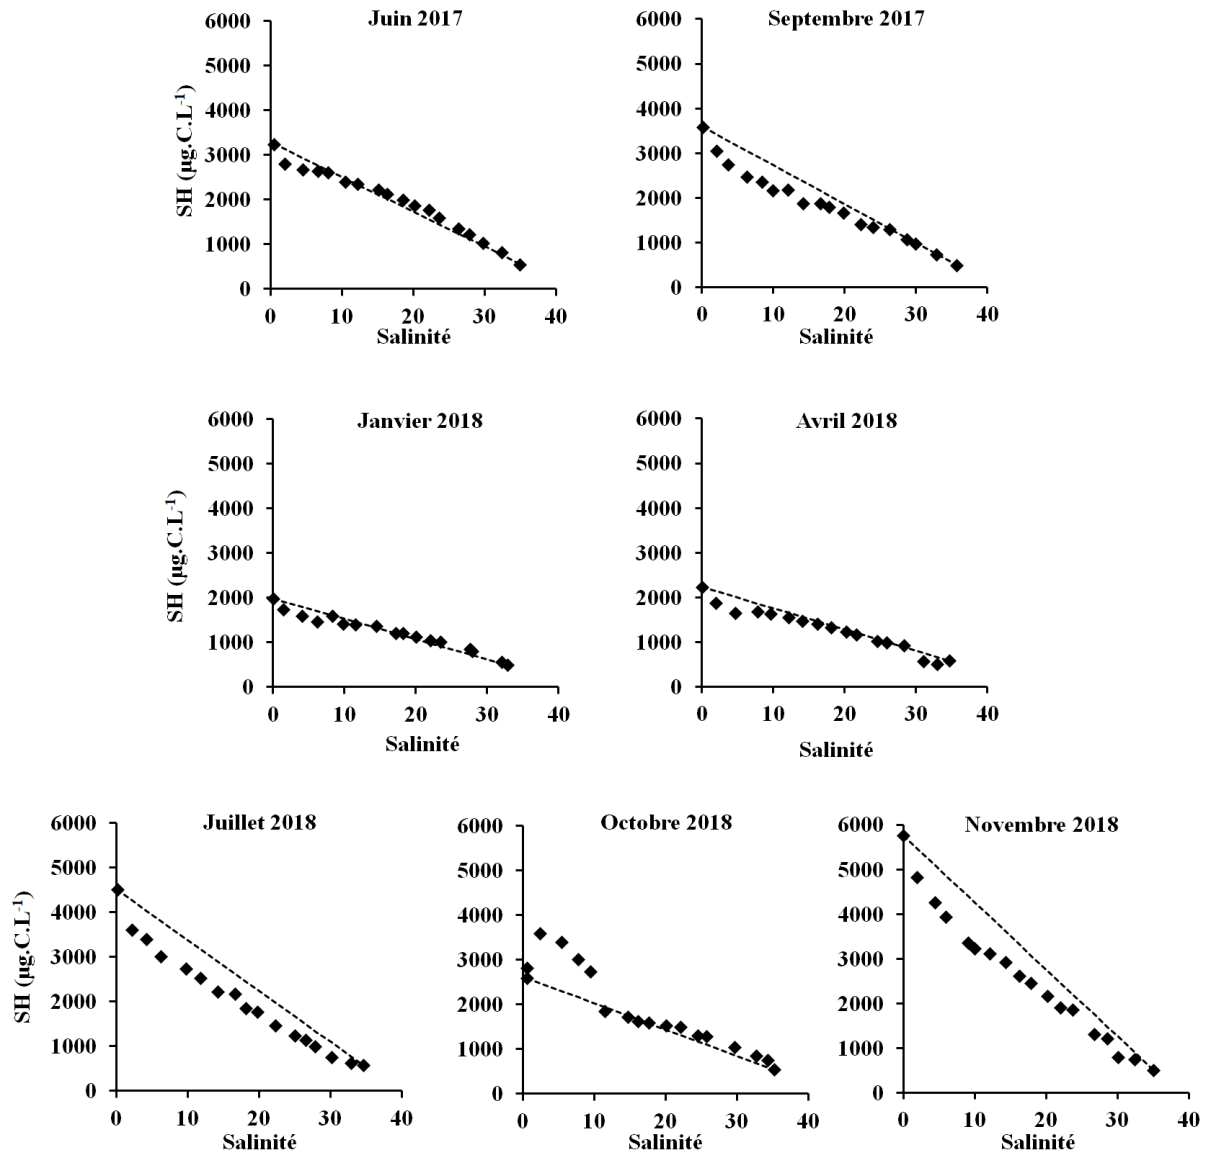 Juin 2017
SH (µg.C.L⁻¹)
6000
5000
4000
3000
2000
1000
0
0 10 20 30 40
Salinité
Septembre 2017
6000
5000
4000
3000
2000
1000
0
0 10 20 30 40
Salinité
Janvier 2018
SH (µg.C.L⁻¹)
6000
5000
4000
3000
2000
1000
0
0 10 20 30 40
Salinité
Avril 2018
6000
5000
4000
3000
2000
1000
0
0 10 20 30 40
Salinité
Juillet 2018
SH (µg.C.L⁻¹)
6000
5000
4000
3000
2000
1000
0
0 10 20 30 40
Salinité
Octobre 2018
6000
5000
4000
3000
2000
1000
0
0 10 20 30 40
Salinité
Novembre 2018
6000
5000
4000
3000
2000
1000
0
0 10 20 30 40
Salinité